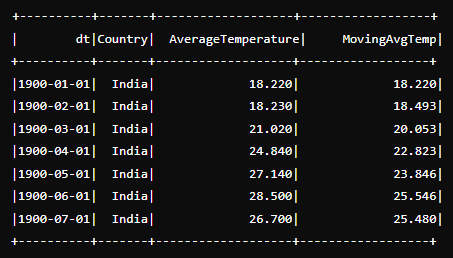 +----------+-------+------------------+------------------+
|        dt|Country|  AverageTemperature|     MovingAvgTemp|
+----------+-------+------------------+------------------+
|1900-01-01|  India|            18.220|            18.220|
|1900-02-01|  India|            18.230|            18.493|
|1900-03-01|  India|            21.020|            20.053|
|1900-04-01|  India|            24.840|            22.823|
|1900-05-01|  India|            27.140|            23.846|
|1900-06-01|  India|            28.500|            25.546|
|1900-07-01|  India|            26.700|            25.480|
+----------+-------+------------------+------------------+